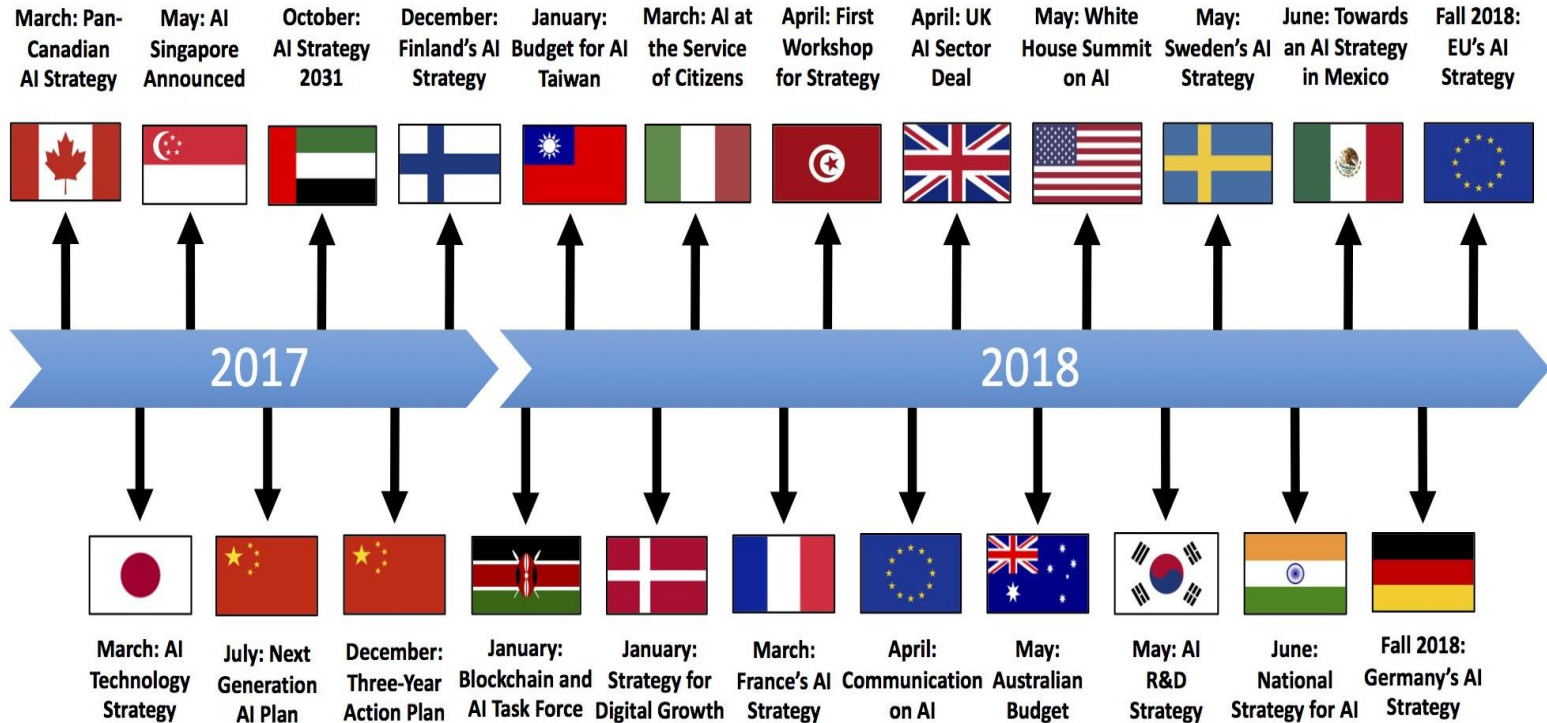 March: Pan-
Canadian
AI Strategy
May: AI
Singapore
Announced
October:
AI Strategy
2031
December:
Finland's AI
Strategy
January:
Budget for AI
Taiwan
March: AI at
the Service
of Citizens
April: First
Workshop
for Strategy
April: UK
AI Sector
Deal
May: White
House Summit
on AI
May:
Sweden's AI
Strategy
June: Towards
an AI Strategy
in Mexico
Fall 2018:
EU's AI
Strategy
2017
2018
March: AI
Technology
Strategy
July: Next
Generation
AI Plan
December:
Three-Year
Action Plan
January:
Blockchain and
AI Task Force
January:
Strategy for
Digital Growth
March:
France's AI
Strategy
April:
Communication
on AI
May:
Australian
Budget
May: AI
R&D
Strategy
June:
National
Strategy for AI
Fall 2018:
Germany's AI
Strategy